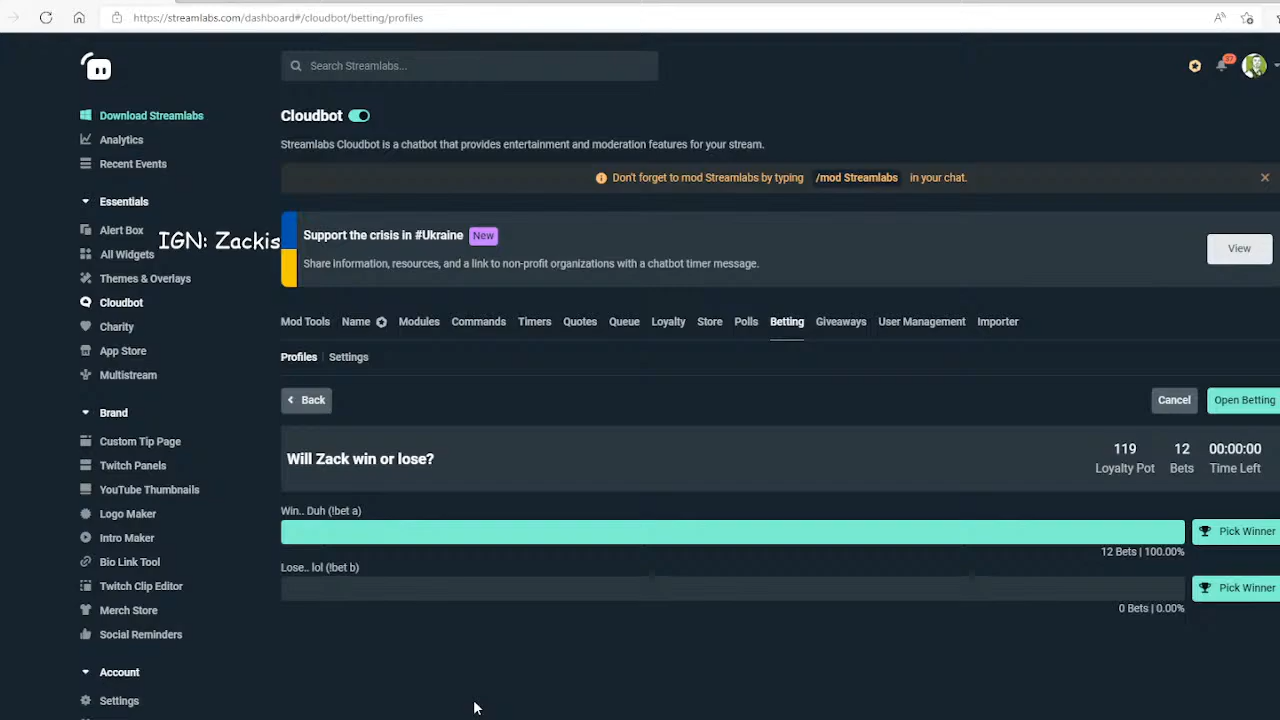 https://streamlabs.com/dashboard#/cloudbot/betting/profiles
Search Streamlabs...
37
Download Streamlabs
Analytics
Recent Events
Essentials
Alert Box
All Widgets
Themes & Overlays
Cloudbot
Charity
App Store
Multistream
Brand
Custom Tip Page
Twitch Panels
YouTube Thumbnails
Logo Maker
Intro Maker
Bio Link Tool
Twitch Clip Editor
Merch Store
Social Reminders
Account
Settings
IGN: Zackis
Cloudbot
Streamlabs Cloudbot is a chatbot that provides entertainment and moderation features for your stream.
Don't forget to mod Streamlabs by typing /mod Streamlabs in your chat.
Support the crisis in #Ukraine New
Share information, resources, and a link to non-profit organizations with a chatbot timer message.
View
Mod Tools Name Modules Commands Timers Quotes Queue Loyalty Store Polls Betting Giveaways User Management Importer
Profiles Settings
Back Cancel Open Betting
Will Zack win or lose?
119 12 00:00:00
Loyalty Pot Bets Time Left
Win.. Duh (!bet a)
Pick Winner
12 Bets | 100.00%
Lose.. lol (!bet b)
Pick Winner
0 Bets | 0.00%